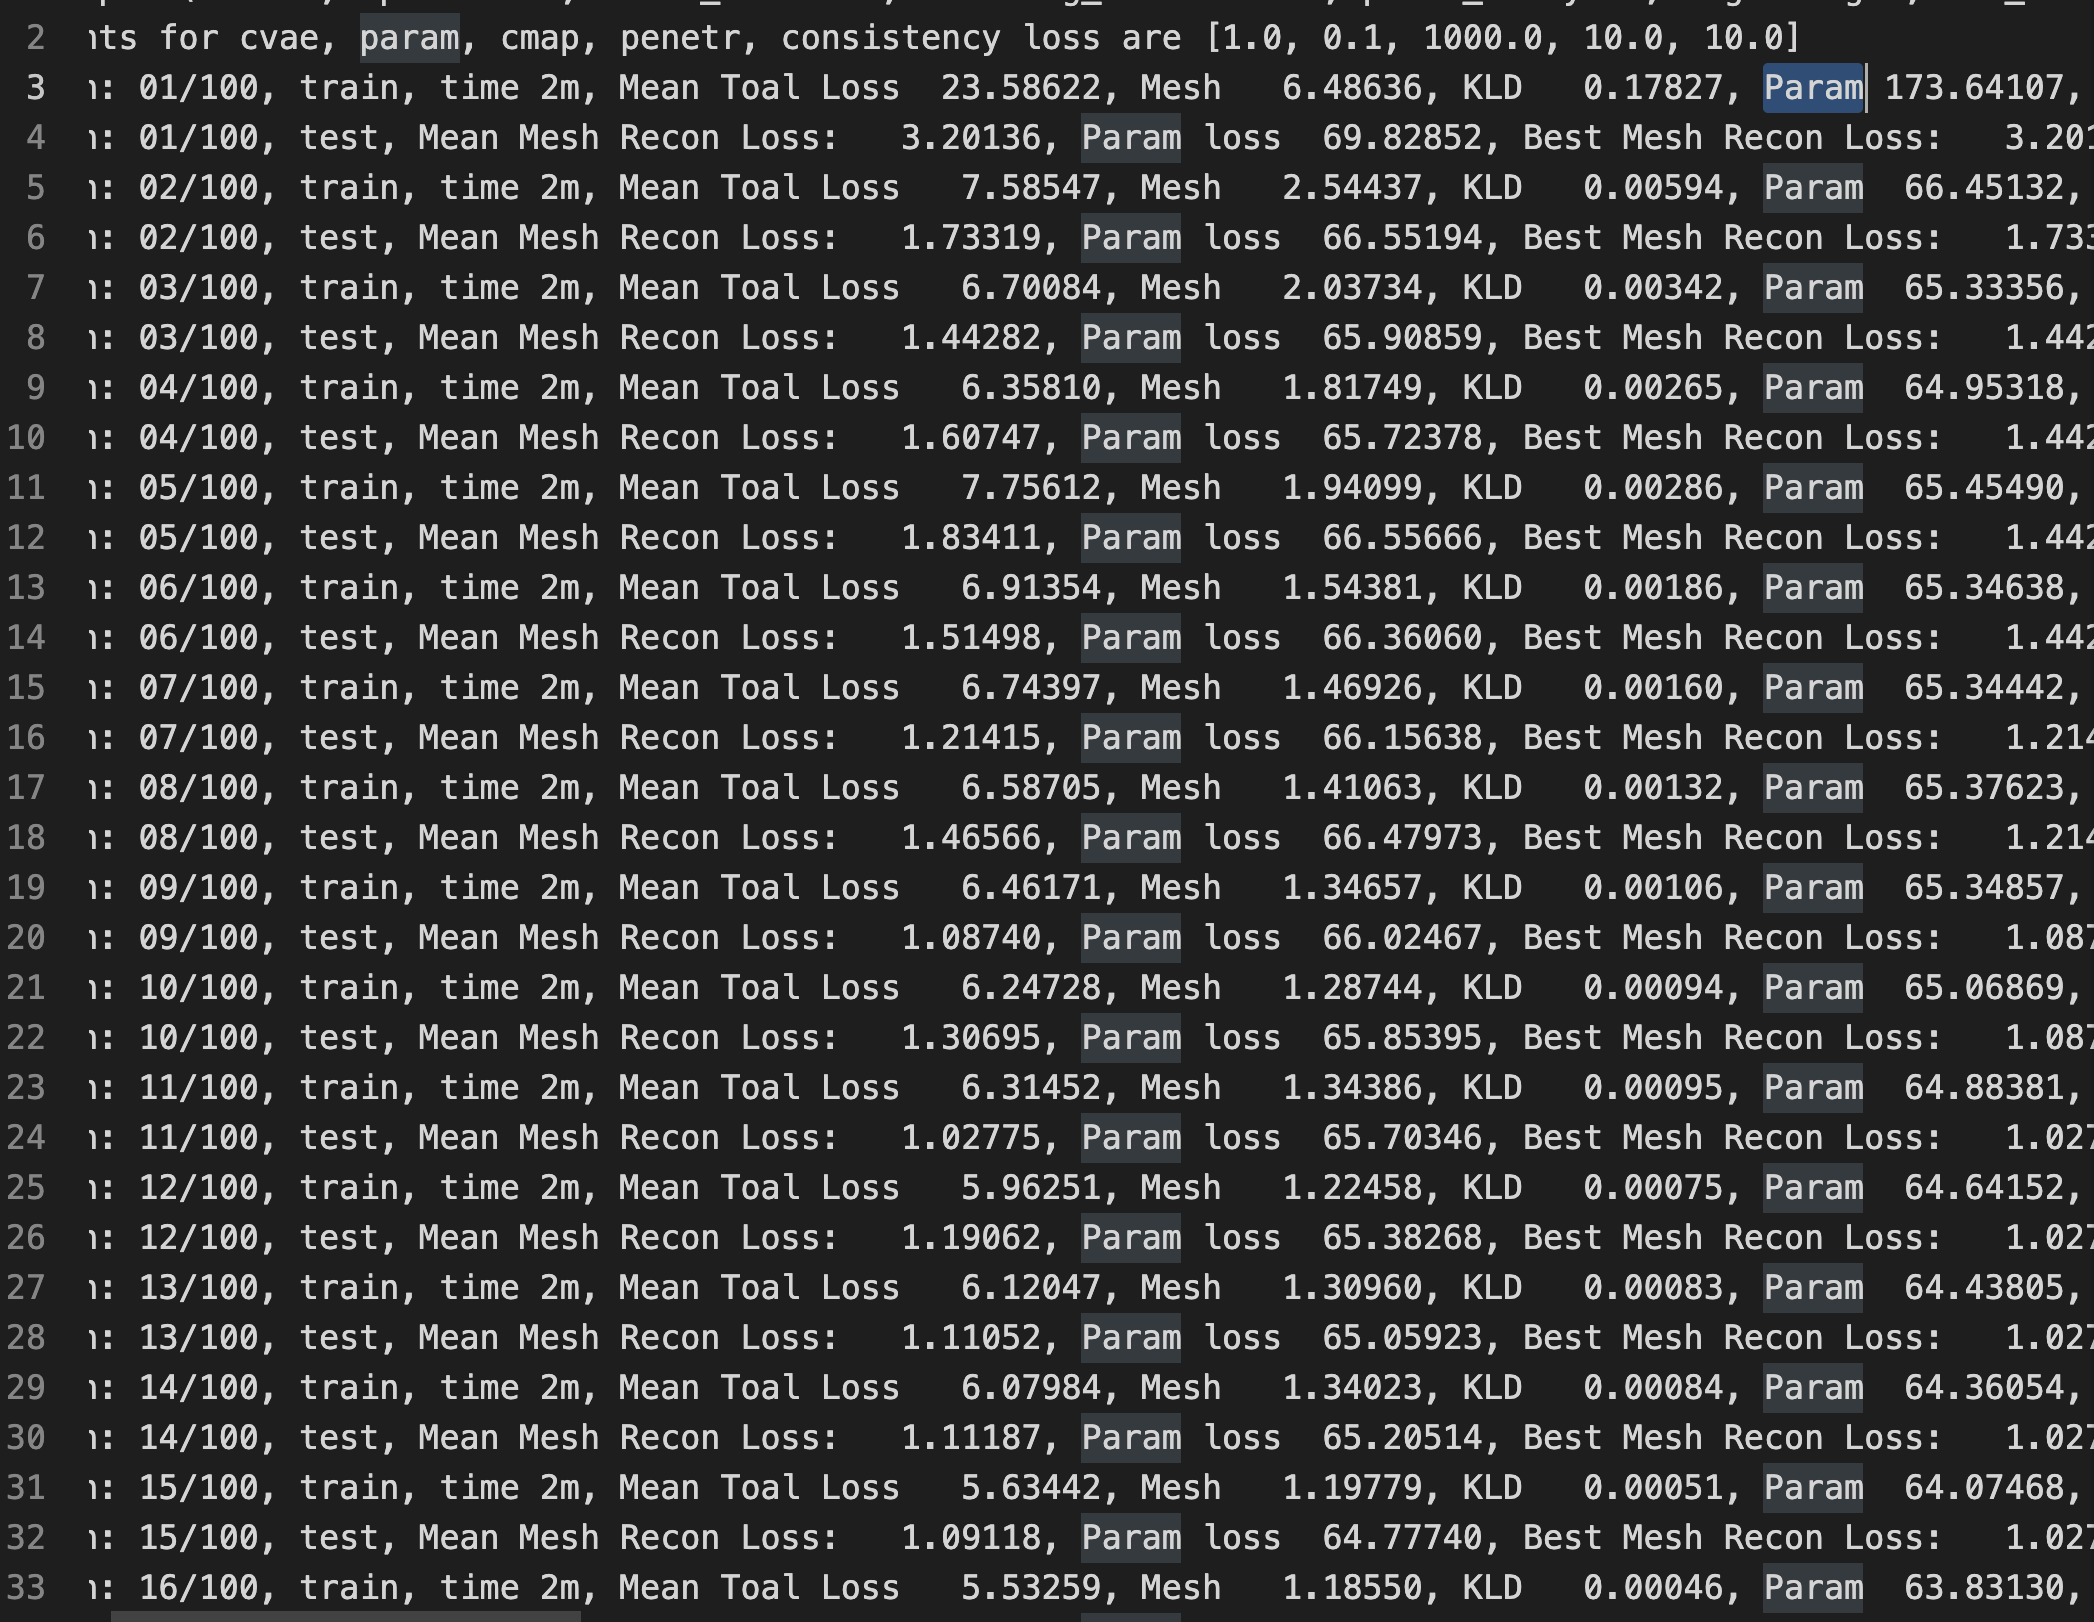 2 nts for cvae, param, cmap, penetr, consistency loss are [1.0, 0.1, 1000.0, 10.0, 10.0]
3 n: 01/100, train, time 2m, Mean Toal Loss 23.58622, Mesh 6.48636, KLD 0.17827, Param 173.64107,
4 n: 01/100, test, Mean Mesh Recon Loss: 3.20136, Param loss 69.82852, Best Mesh Recon Loss: 3.201
5 n: 02/100, train, time 2m, Mean Toal Loss 7.58547, Mesh 2.54437, KLD 0.00594, Param 66.45132,
6 n: 02/100, test, Mean Mesh Recon Loss: 1.73319, Param loss 66.55194, Best Mesh Recon Loss: 1.733
7 n: 03/100, train, time 2m, Mean Toal Loss 6.70084, Mesh 2.03734, KLD 0.00342, Param 65.33356,
8 n: 03/100, test, Mean Mesh Recon Loss: 1.44282, Param loss 65.90859, Best Mesh Recon Loss: 1.442
9 n: 04/100, train, time 2m, Mean Toal Loss 6.35810, Mesh 1.81749, KLD 0.00265, Param 64.95318,
10 n: 04/100, test, Mean Mesh Recon Loss: 1.60747, Param loss 65.72378, Best Mesh Recon Loss: 1.442
11 n: 05/100, train, time 2m, Mean Toal Loss 7.75612, Mesh 1.94099, KLD 0.00286, Param 65.45490,
12 n: 05/100, test, Mean Mesh Recon Loss: 1.83411, Param loss 66.55666, Best Mesh Recon Loss: 1.442
13 n: 06/100, train, time 2m, Mean Toal Loss 6.91354, Mesh 1.54381, KLD 0.00186, Param 65.34638,
14 n: 06/100, test, Mean Mesh Recon Loss: 1.51498, Param loss 66.36060, Best Mesh Recon Loss: 1.442
15 n: 07/100, train, time 2m, Mean Toal Loss 6.74397, Mesh 1.46926, KLD 0.00160, Param 65.34442,
16 n: 07/100, test, Mean Mesh Recon Loss: 1.21415, Param loss 66.15638, Best Mesh Recon Loss: 1.214
17 n: 08/100, train, time 2m, Mean Toal Loss 6.58705, Mesh 1.41063, KLD 0.00132, Param 65.37623,
18 n: 08/100, test, Mean Mesh Recon Loss: 1.46566, Param loss 66.47973, Best Mesh Recon Loss: 1.214
19 n: 09/100, train, time 2m, Mean Toal Loss 6.46171, Mesh 1.34657, KLD 0.00106, Param 65.34857,
20 n: 09/100, test, Mean Mesh Recon Loss: 1.08740, Param loss 66.02467, Best Mesh Recon Loss: 1.087
21 n: 10/100, train, time 2m, Mean Toal Loss 6.24728, Mesh 1.28744, KLD 0.00094, Param 65.06869,
22 n: 10/100, test, Mean Mesh Recon Loss: 1.30695, Param loss 65.85395, Best Mesh Recon Loss: 1.087
23 n: 11/100, train, time 2m, Mean Toal Loss 6.31452, Mesh 1.34386, KLD 0.00095, Param 64.88381,
24 n: 11/100, test, Mean Mesh Recon Loss: 1.02775, Param loss 65.70346, Best Mesh Recon Loss: 1.027
25 n: 12/100, train, time 2m, Mean Toal Loss 5.96251, Mesh 1.22458, KLD 0.00075, Param 64.64152,
26 n: 12/100, test, Mean Mesh Recon Loss: 1.19062, Param loss 65.38268, Best Mesh Recon Loss: 1.027
27 n: 13/100, train, time 2m, Mean Toal Loss 6.12047, Mesh 1.30960, KLD 0.00083, Param 64.43805,
28 n: 13/100, test, Mean Mesh Recon Loss: 1.11052, Param loss 65.05923, Best Mesh Recon Loss: 1.027
29 n: 14/100, train, time 2m, Mean Toal Loss 6.07984, Mesh 1.34023, KLD 0.00084, Param 64.36054,
30 n: 14/100, test, Mean Mesh Recon Loss: 1.11187, Param loss 65.20514, Best Mesh Recon Loss: 1.027
31 n: 15/100, train, time 2m, Mean Toal Loss 5.63442, Mesh 1.19779, KLD 0.00051, Param 64.07468,
32 n: 15/100, test, Mean Mesh Recon Loss: 1.09118, Param loss 64.77740, Best Mesh Recon Loss: 1.027
33 n: 16/100, train, time 2m, Mean Toal Loss 5.53259, Mesh 1.18550, KLD 0.00046, Param 63.83130,